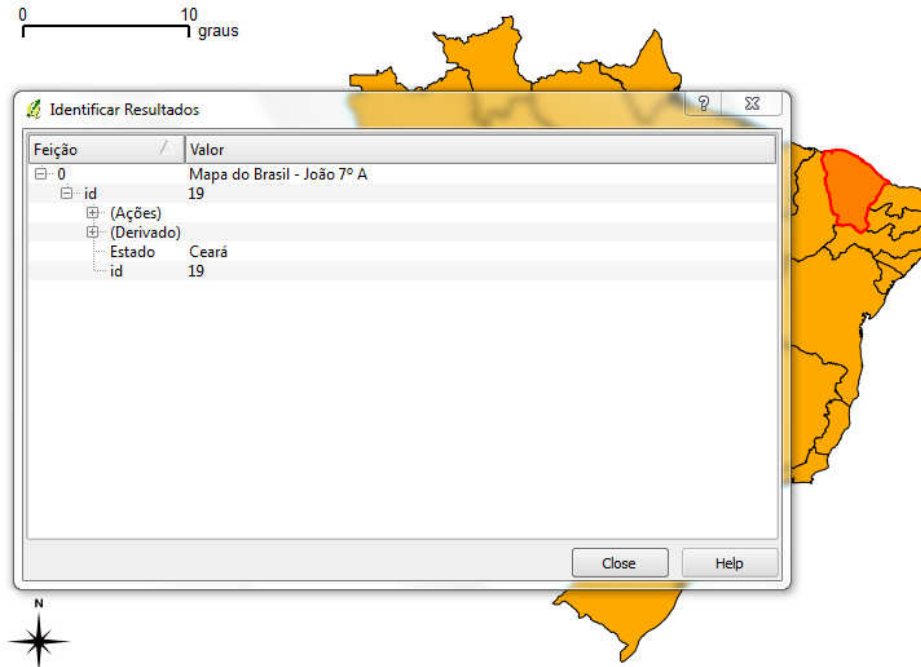 0 10
graus
Identificar Resultados
Feição Valor
0 Mapa do Brasil - João 7º A
id 19
(Ações)
(Derivado)
Estado Ceará
id 19
Close Help
N